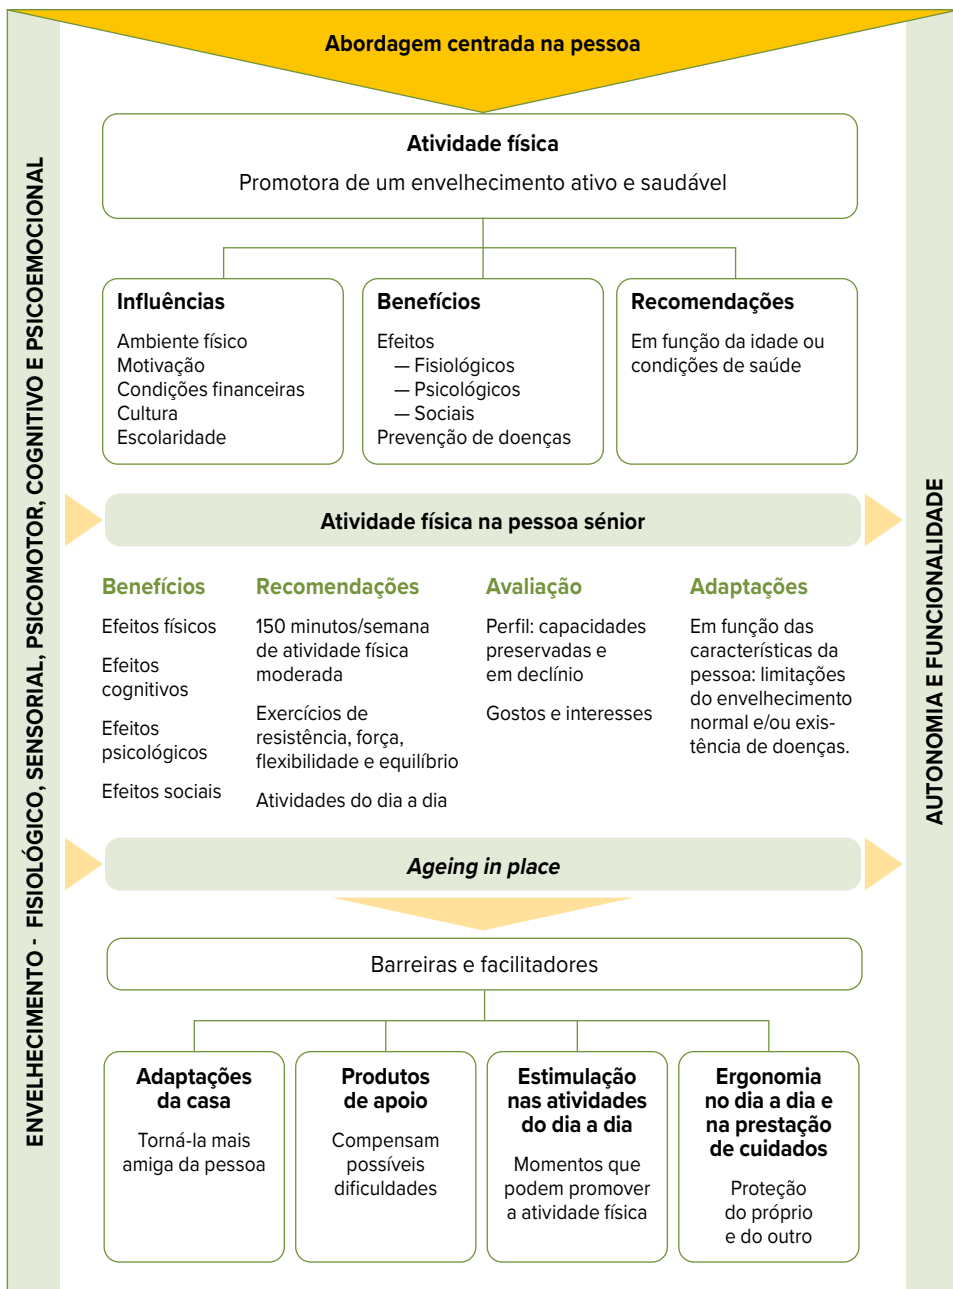 Abordagem centrada na pessoa
Atividade física
Promotora de um envelhecimento ativo e saudável
Influências
Ambiente físico
Motivação
Condições financeiras
Cultura
Escolaridade
Benefícios
Efeitos
— Fisiológicos
— Psicológicos
— Sociais
Prevenção de doenças
Recomendações
Em função da idade ou
condições de saúde
Atividade física na pessoa sénior
Benefícios
Efeitos físicos
Efeitos
cognitivos
Efeitos
psicológicos
Efeitos sociais
Recomendações
150 minutos/semana
de atividade física
moderada
Exercícios de
resistência, força,
flexibilidade e equilíbrio
Atividades do dia a dia
Avaliação
Perfil: capacidades
preservadas e
em declínio
Gostos e interesses
Adaptações
Em função das
características da
pessoa: limitações
do envelhecimento
normal e/ou exis-
tência de doenças.
Ageing in place
Barreiras e facilitadores
Adaptações
da casa
Torná-la mais
amiga da pessoa
Produtos
de apoio
Compensam
possíveis
dificuldades
Estimulação
nas atividades
do dia a dia
Momentos que
podem promover
a atividade física
Ergonomia
no dia a dia e
na prestação
de cuidados
Proteção
do próprio
e do outro
ENVELHECIMENTO - FISIOLÓGICO, SENSORIAL, PSICOMOTOR, COGNITIVO E PSICOEMOCIONAL
AUTONOMIA E FUNCIONALIDADE